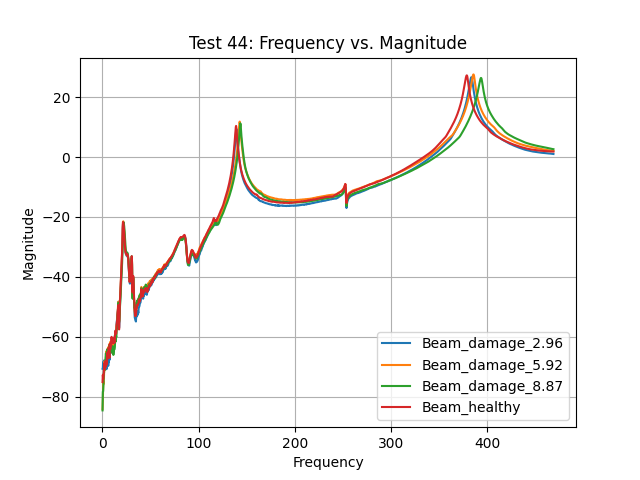 Test 44: Frequency vs. Magnitude
Magnitude
20
0
−20
−40
−60
−80
0
100
200
300
400
Frequency
Beam_damage_2.96
Beam_damage_5.92
Beam_damage_8.87
Beam_healthy